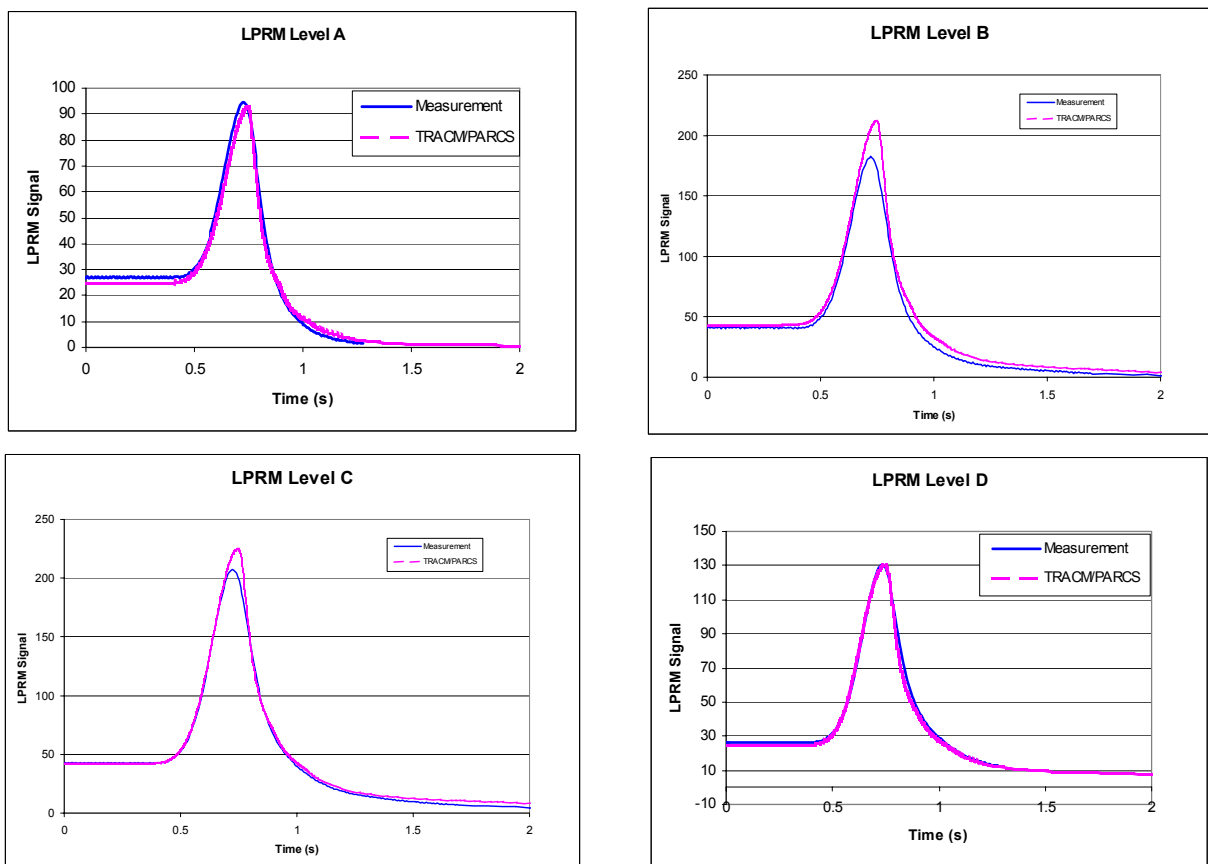 LPRM Level A
LPRM Signal
100
90
80
70
60
50
40
30
20
10
0
0 0.5 1 1.5 2
Time (s)
Measurement
TRACM/PARCS
LPRM Level B
LPRM Signal
250
200
150
100
50
0
0 0.5 1 1.5 2
Time (s)
Measurement
TRACM/PARCS
LPRM Level C
LPRM Signal
250
200
150
100
50
0
0 0.5 1 1.5 2
Time (s)
Measurement
TRACM/PARCS
LPRM Level D
LPRM Signal
150
130
110
90
70
50
30
10
-10
0 0.5 1 1.5 2
Time (s)
Measurement
TRACM/PARCS